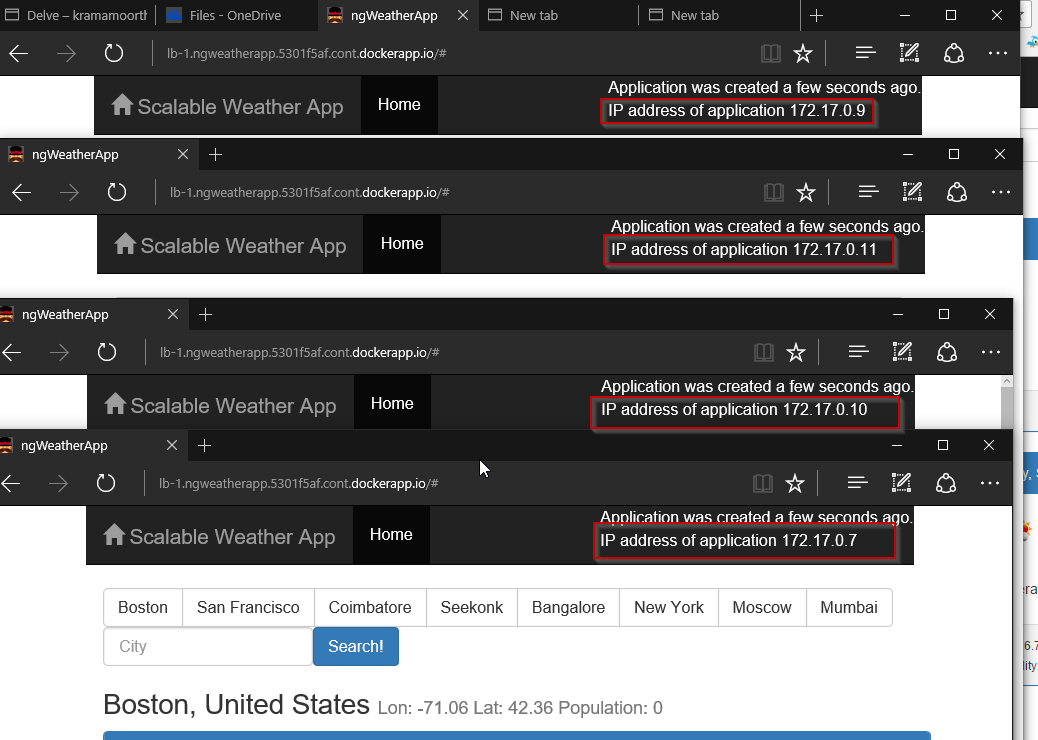 Delve – kramamoorth
Files - OneDrive
ngWeatherApp
New tab
New tab
lb-1.ngweatherapp.5301f5af.cont.dockerapp.io/#
Scalable Weather App
Home
Application was created a few seconds ago.
IP address of application 172.17.0.9
ngWeatherApp
lb-1.ngweatherapp.5301f5af.cont.dockerapp.io/#
Scalable Weather App
Home
Application was created a few seconds ago.
IP address of application 172.17.0.11
ngWeatherApp
lb-1.ngweatherapp.5301f5af.cont.dockerapp.io/#
Scalable Weather App
Home
Application was created a few seconds ago.
IP address of application 172.17.0.10
ngWeatherApp
lb-1.ngweatherapp.5301f5af.cont.dockerapp.io/#
Scalable Weather App
Home
Application was created a few seconds ago.
IP address of application 172.17.0.7
Boston San Francisco Coimbatore Seekonk Bangalore New York Moscow Mumbai
City
Search!
Boston, United States Lon: -71.06 Lat: 42.36 Population: 0